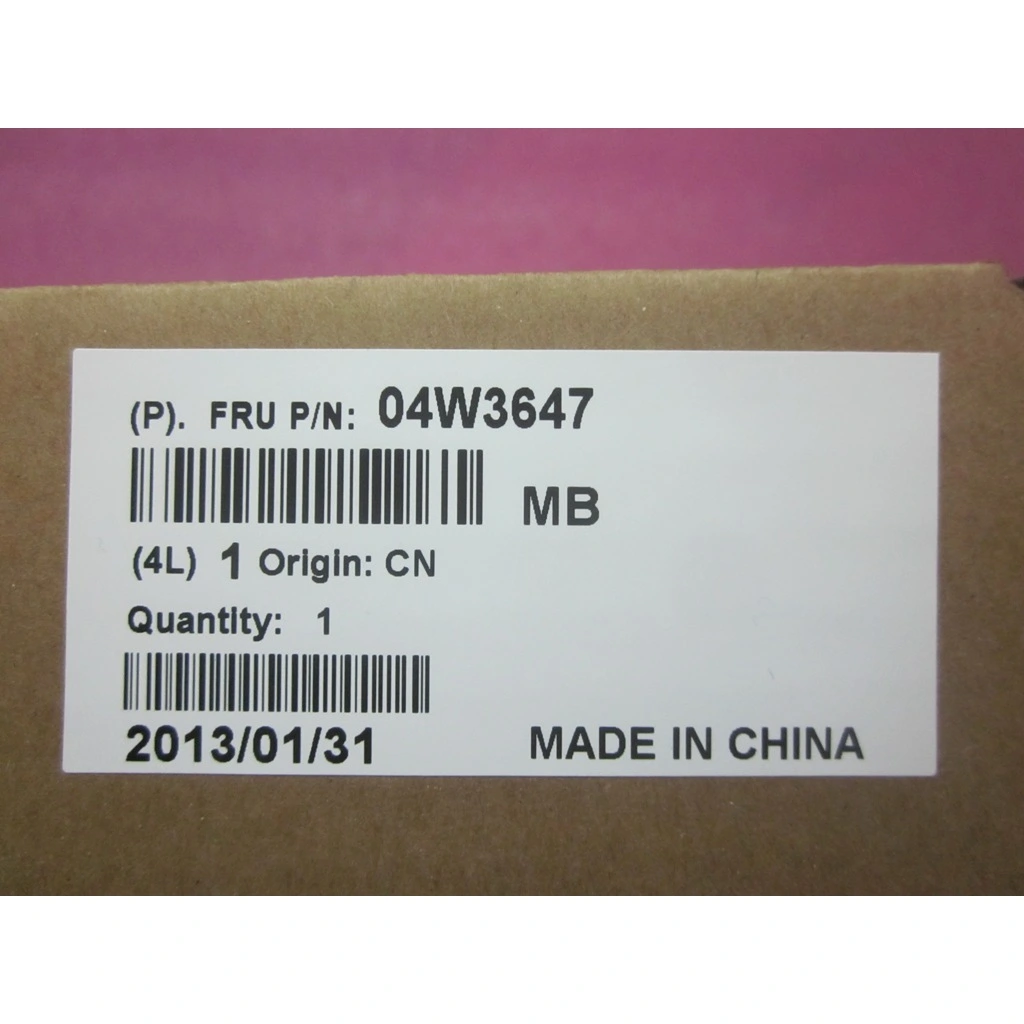 (P). FRU P/N: 04W3647
MB
(4L) 1 Origin: CN
Quantity: 1
2013/01/31
MADE IN CHINA